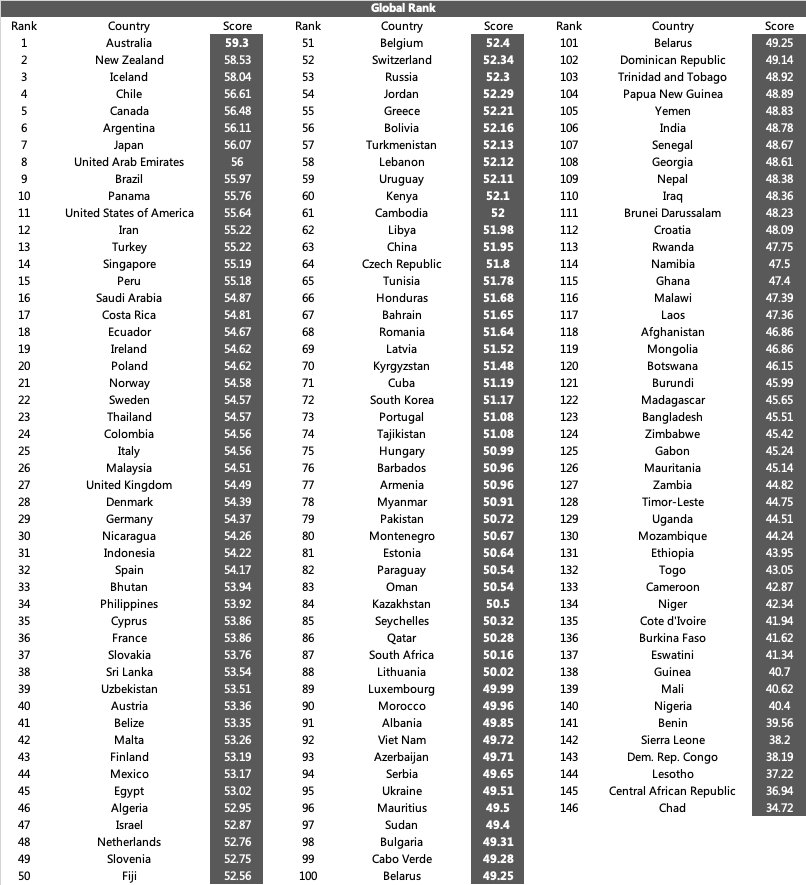 Global Rank
Rank Country Score Rank Country Score Rank Country Score
1 Australia 59.3 51 Belgium 52.4 101 Belarus 49.25
2 New Zealand 58.53 52 Switzerland 52.34 102 Dominican Republic 49.14
3 Iceland 58.04 53 Russia 52.3 103 Trinidad and Tobago 48.92
4 Chile 56.61 54 Jordan 52.29 104 Papua New Guinea 48.89
5 Canada 56.48 55 Greece 52.21 105 Yemen 48.83
6 Argentina 56.11 56 Bolivia 52.16 106 India 48.78
7 Japan 56.07 57 Turkmenistan 52.13 107 Senegal 48.67
8 United Arab Emirates 56 58 Lebanon 52.12 108 Georgia 48.61
9 Brazil 55.97 59 Uruguay 52.11 109 Nepal 48.38
10 Panama 55.76 60 Kenya 52.1 110 Iraq 48.36
11 United States of America 55.64 61 Cambodia 52 111 Brunei Darussalam 48.23
12 Iran 55.22 62 Libya 51.98 112 Croatia 48.09
13 Turkey 55.22 63 China 51.95 113 Rwanda 47.75
14 Singapore 55.19 64 Czech Republic 51.8 114 Namibia 47.5
15 Peru 55.18 65 Tunisia 51.78 115 Ghana 47.4
16 Saudi Arabia 54.87 66 Honduras 51.68 116 Malawi 47.39
17 Costa Rica 54.81 67 Bahrain 51.65 117 Laos 47.36
18 Ecuador 54.67 68 Romania 51.64 118 Afghanistan 46.86
19 Ireland 54.62 69 Latvia 51.52 119 Mongolia 46.86
20 Poland 54.62 70 Kyrgyzstan 51.48 120 Botswana 46.15
21 Norway 54.58 71 Cuba 51.19 121 Burundi 45.99
22 Sweden 54.57 72 South Korea 51.17 122 Madagascar 45.65
23 Thailand 54.57 73 Portugal 51.08 123 Bangladesh 45.51
24 Colombia 54.56 74 Tajikistan 51.08 124 Zimbabwe 45.42
25 Italy 54.56 75 Hungary 50.99 125 Gabon 45.24
26 Malaysia 54.51 76 Barbados 50.96 126 Mauritania 45.14
27 United Kingdom 54.49 77 Armenia 50.96 127 Zambia 44.82
28 Denmark 54.39 78 Myanmar 50.91 128 Timor-Leste 44.75
29 Germany 54.37 79 Pakistan 50.72 129 Uganda 44.51
30 Nicaragua 54.26 80 Montenegro 50.67 130 Mozambique 44.24
31 Indonesia 54.22 81 Estonia 50.64 131 Ethiopia 43.95
32 Spain 54.17 82 Paraguay 50.54 132 Togo 43.05
33 Bhutan 53.94 83 Oman 50.54 133 Cameroon 42.87
34 Philippines 53.92 84 Kazakhstan 50.5 134 Niger 42.34
35 Cyprus 53.86 85 Seychelles 50.32 135 Cote d'Ivoire 41.94
36 France 53.86 86 Qatar 50.28 136 Burkina Faso 41.62
37 Slovakia 53.76 87 South Africa 50.16 137 Eswatini 41.34
38 Sri Lanka 53.54 88 Lithuania 50.02 138 Guinea 40.7
39 Uzbekistan 53.51 89 Luxembourg 49.99 139 Mali 40.62
40 Austria 53.36 90 Morocco 49.96 140 Nigeria 40.4
41 Belize 53.35 91 Albania 49.85 141 Benin 39.56
42 Malta 53.26 92 Viet Nam 49.72 142 Sierra Leone 38.2
43 Finland 53.19 93 Azerbaijan 49.71 143 Dem. Rep. Congo 38.19
44 Mexico 53.17 94 Serbia 49.65 144 Lesotho 37.22
45 Egypt 53.02 95 Ukraine 49.51 145 Central African Republic 36.94
46 Algeria 52.95 96 Mauritius 49.5 146 Chad 34.72
47 Israel 52.87 97 Sudan 49.4
48 Netherlands 52.76 98 Bulgaria 49.31
49 Slovenia 52.75 99 Cabo Verde 49.28
50 Fiji 52.56 100 Belarus 49.25